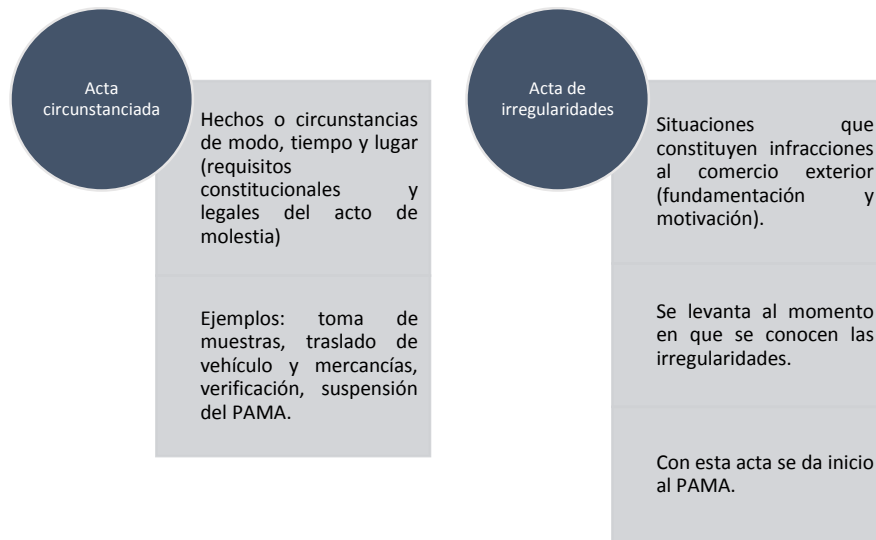 Acta
circunstanciada
Hechos o circunstancias
de modo, tiempo y lugar
(requisitos
constitucionales y
legales del acto de
molestia)
Ejemplos: toma de
muestras, traslado de
vehículo y mercancías,
verificación, suspensión
del PAMA.
Acta de
irregularidades
Situaciones que
constituyen infracciones
al comercio exterior
(fundamentación y
motivación).
Se levanta al momento
en que se conocen las
irregularidades.
Con esta acta se da inicio
al PAMA.